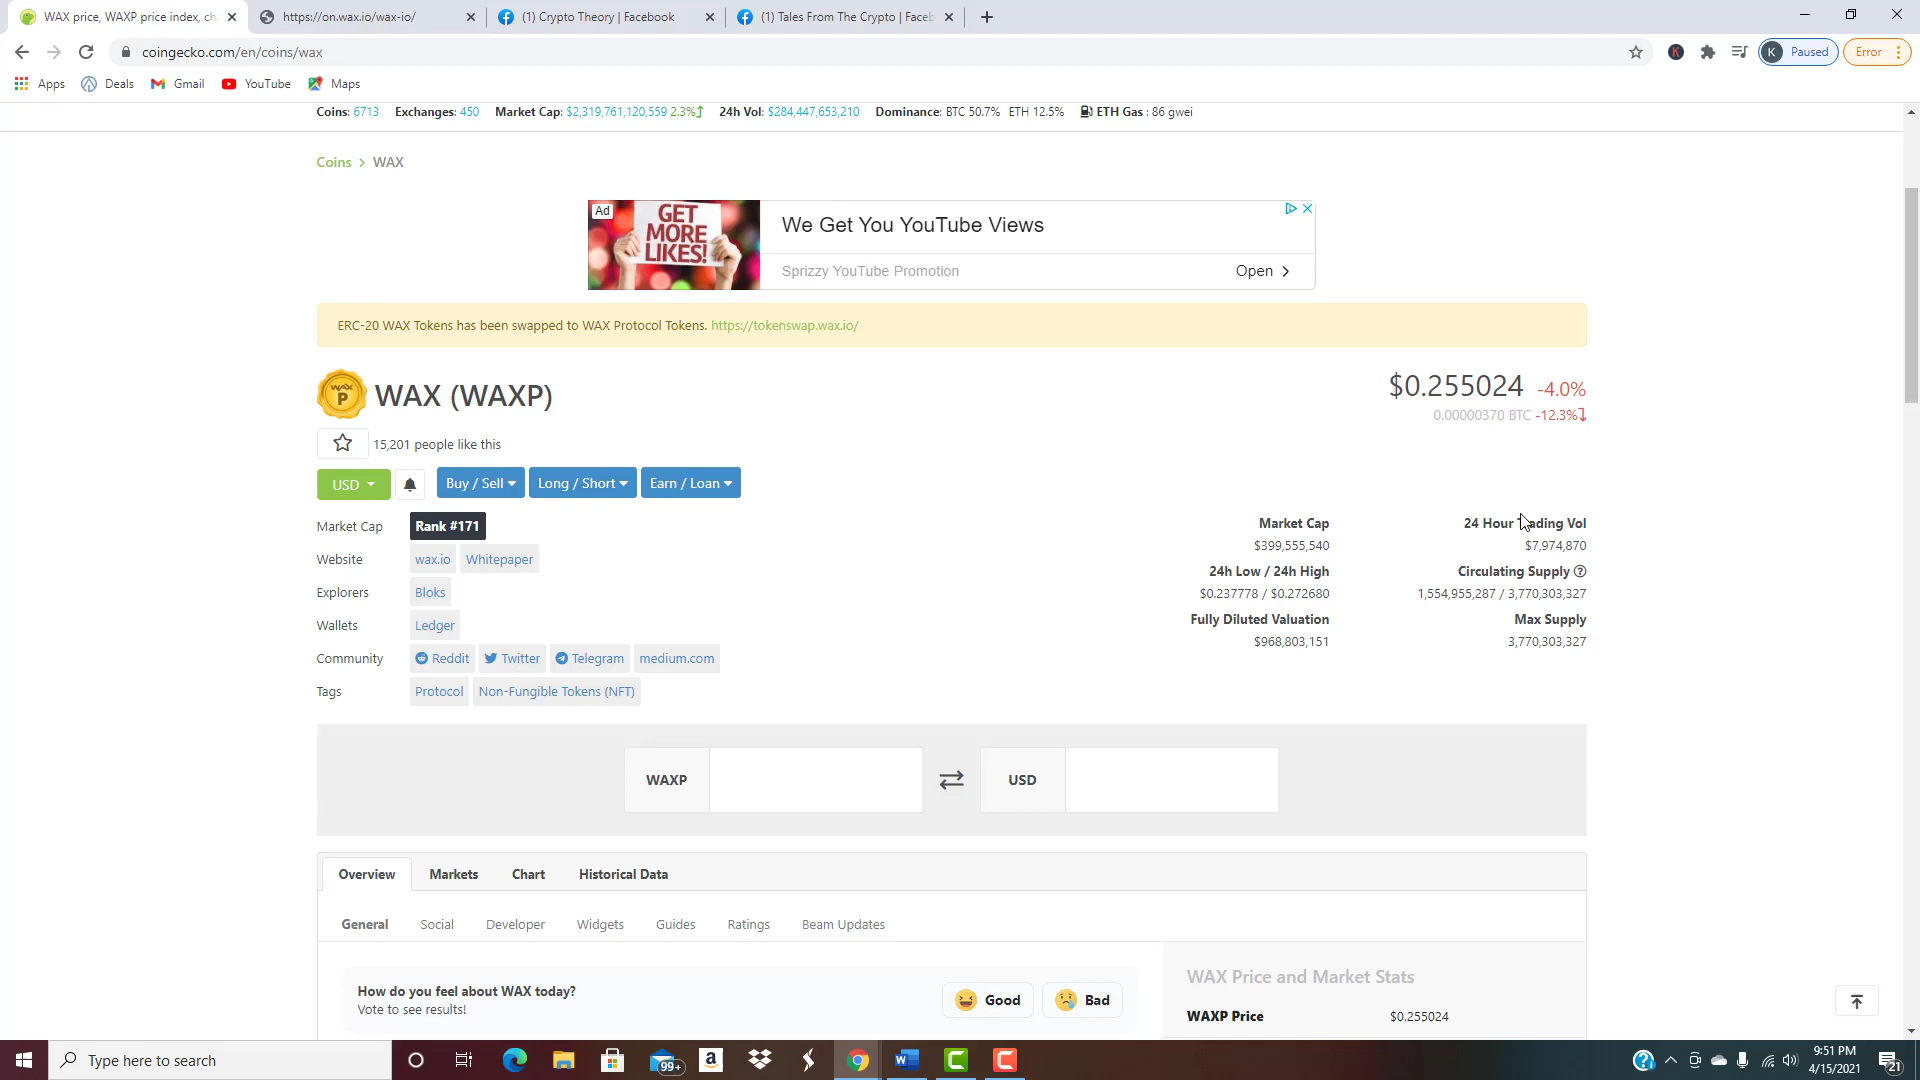 WAX price, WAXP price index, ch
https://on.wax.io/wax-io/
(1) Crypto Theory | Facebook
(1) Tales From The Crypto | Faceb
coingecko.com/en/coins/wax
K Paused
Error
Apps Deals Gmail YouTube Maps
Coins: 6713 Exchanges: 450 Market Cap: $2,319,761,120,559 2.3% 24h Vol: $284,447,653,210 Dominance: BTC 50.7% ETH 12.5% ETH Gas : 86 gwei
Coins > WAX
Ad
GET
MORE
LIKES!
We Get You YouTube Views
Sprizzy YouTube Promotion
Open
ERC-20 WAX Tokens has been swapped to WAX Protocol Tokens. https://tokenswap.wax.io/
WAX
P
WAX (WAXP)
$0.255024 -4.0%
0.00000370 BTC -12.3%
15,201 people like this
USD
Buy / Sell
Long / Short
Earn / Loan
Market Cap Rank #171
Website wax.io Whitepaper
Explorers Bloks
Wallets Ledger
Community Reddit Twitter Telegram medium.com
Tags Protocol Non-Fungible Tokens (NFT)
Market Cap
$399,555,540
24h Low / 24h High
$0.237778 / $0.272680
Fully Diluted Valuation
$968,803,151
24 Hour Trading Vol
$7,974,870
Circulating Supply
1,554,955,287 / 3,770,303,327
Max Supply
3,770,303,327
WAXP
USD
Overview Markets Chart Historical Data
General Social Developer Widgets Guides Ratings Beam Updates
How do you feel about WAX today?
Vote to see results!
Good
Bad
WAX Price and Market Stats
WAXP Price $0.255024
Type here to search
99+
9:51 PM
4/15/2021
21